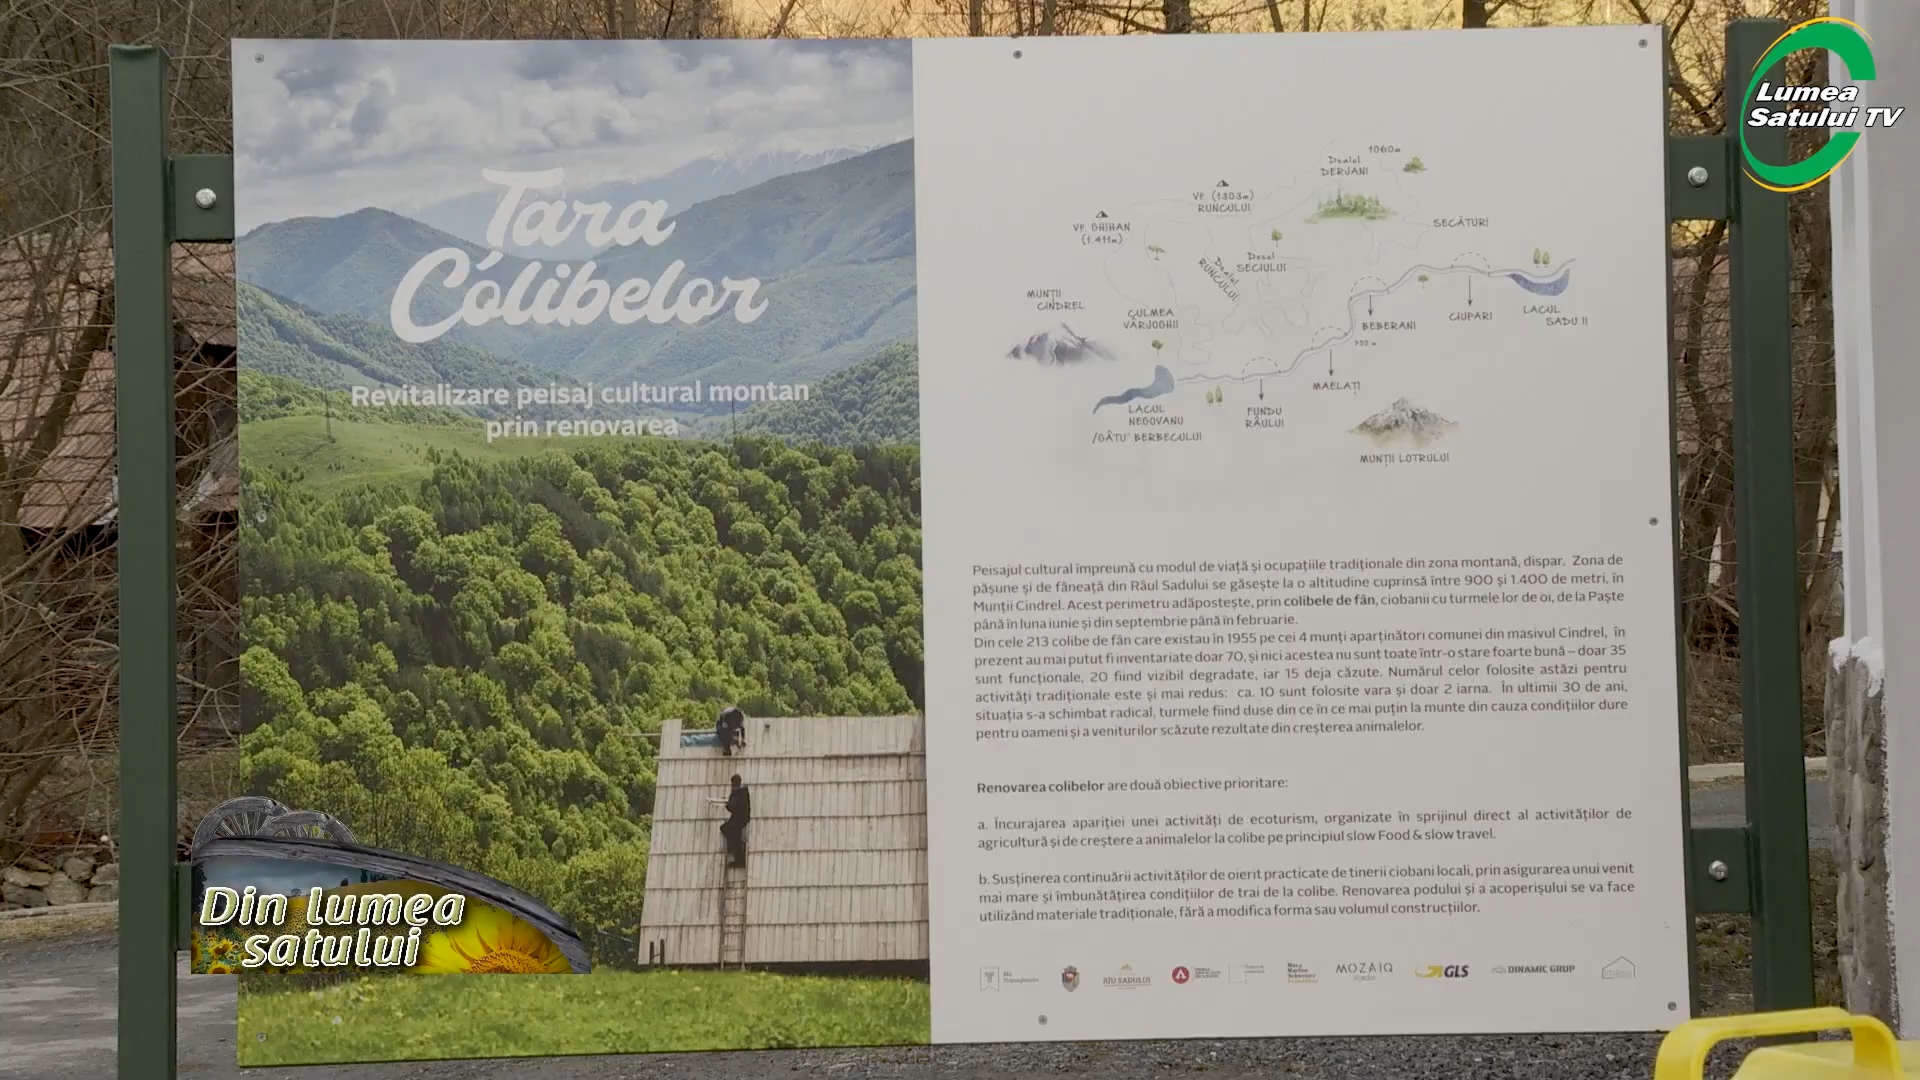 Țara
Colibelor
Revitalizare peisaj cultural montan
prin renovarea
Lumea
Satului TV
Dealul 1060m
DERJANI
Vf. (1303m)
RUNCULUI
Vf. GHIHAN
(1.411m)
SECĂTURI
Dosul
SECIULUI
Dealul
RUNCULUI
MUNȚII
CINDREL
CULMEA
VÂRJOGHII
BEBERANI
750 m
CIUPARI
LACUL
SADU II
MAELAȚI
LACUL
NEGOVANU
/GÂTU' BERBECULUI
FUNDU
RÂULUI
MUNȚII LOTRULUI
Peisajul cultural împreună cu modul de viață și ocupațiile tradiționale din zona montană, dispar. Zona de
pășune și de fâneață din Râul Sadului se găsește la o altitudine cuprinsă între 900 și 1.400 de metri, în
Munții Cindrel. Acest perimetru adăpostește, prin colibele de fân, ciobanii cu turmele lor de oi, de la Paște
până în luna iunie și din septembrie până în februarie.
Din cele 213 colibe de fân care existau în 1955 pe cei 4 munți aparținători comunei din masivul Cindrel, în
prezent au mai putut fi inventariate doar 70, și nici acestea nu sunt toate într-o stare foarte bună – doar 35
sunt funcționale, 20 fiind vizibil degradate, iar 15 deja căzute. Numărul celor folosite astăzi pentru
activități tradiționale este și mai redus: ca. 10 sunt folosite vara și doar 2 iarna. În ultimii 30 de ani,
situația s-a schimbat radical, turmele fiind duse din ce în ce mai puțin la munte din cauza condițiilor dure
pentru oameni și a veniturilor scăzute rezultate din creșterea animalelor.
Renovarea colibelor are două obiective prioritare:
a. Încurajarea apariției unei activități de ecoturism, organizate în sprijinul direct al activităților de
agricultură și de creștere a animalelor la colibe pe principiul slow Food & slow travel.
b. Susținerea continuării activităților de oierit practicate de tinerii ciobani locali, prin asigurarea unui venit
mai mare și îmbunătățirea condițiilor de trai de la colibe. Renovarea podului și a acoperișului se va face
utilizând materiale tradiționale, fără a modifica forma sau volumul construcțiilor.
RÎU SADULUI
MOZAIQ
GLS
DINAMIC GRUP
Din lumea
satului